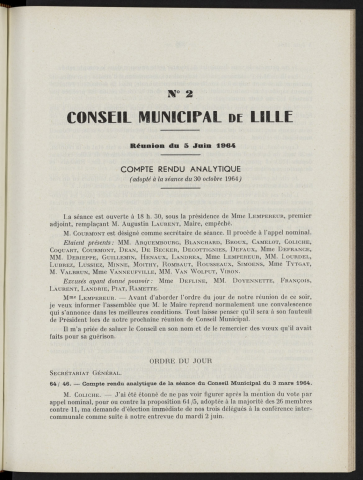 N° 2
CONSEIL MUNICIPAL DE LILLE
Réunion du 5 Juin 1964
COMPTE RENDU ANALYTIQUE
(adopté à la séance du 30 octobre 1964)
La séance est ouverte à 18 h. 30, sous la présidence de Mme LEMPEREUR, premier
adjoint, remplaçant M. Augustin LAURENT, Maire, empêché.
M. COURMONT est désigné comme secrétaire de séance. Il procède à l'appel nominal.
Etaient présents : MM. ARQUEMBOURG, BLANCHARD, BRIOUX, CAMELOT, COLICHE,
COQUART, COURMONT, DEAN, DE BECKER, DECOTTIGNIES, DEFAUX, Mme DEFRANCE,
MM. DEBIEPPE, GUILLEMIN, HENAUX, LANDREA, Mme LEMPEREUR, MM. LOURDEL,
LUBREZ, LUSSIEZ, MINNE, MOITHY, ROMBAUT, ROUSSEAUX, SIMOENS, Mme TYTGAT,
M. VALBRUN, Mme VANNEUFVILLE, MM. VAN WOLPUT, VIRON.
Excusés ayant donné pouvoir : Mme DEFLINE, MM. DOYENNETTE, FRANÇOIS,
LAURENT, LANDRIE, PIAT, RAMETTE
Mme LEMPEREUR. — Avant d'aborder l'ordre du jour de notre réunion de ce soir,
je veux informer l'assemblée que M. le Maire reprend normalement une convalescence
qui s'annonce dans les meilleures conditions. Tout laisse penser qu'il sera à son fauteuil
de Président lors de notre prochaine réunion de Conseil Municipal.
Il m'a priée de saluer le Conseil en son nom et de le remercier des vœux qu'il avait
faits pour sa guérison.
ORDRE DU JOUR
SECRÉTARIAT GÉNÉRAL.
64/46. — Compte rendu analytique de la séance du Conseil Municipal du 3 mars 1964.
M. COLICHE. — J'ai été étonné de ne pas voir figurer après la mention du vote par
appel nominal, pour ou contre la proposition 64/5, adoptée à la majorité des 26 membres
contre 11, ma demande d'élection immédiate de nos trois délégués à la conférence inter-
communale comme suite à notre entrevue du mardi 2 juin.